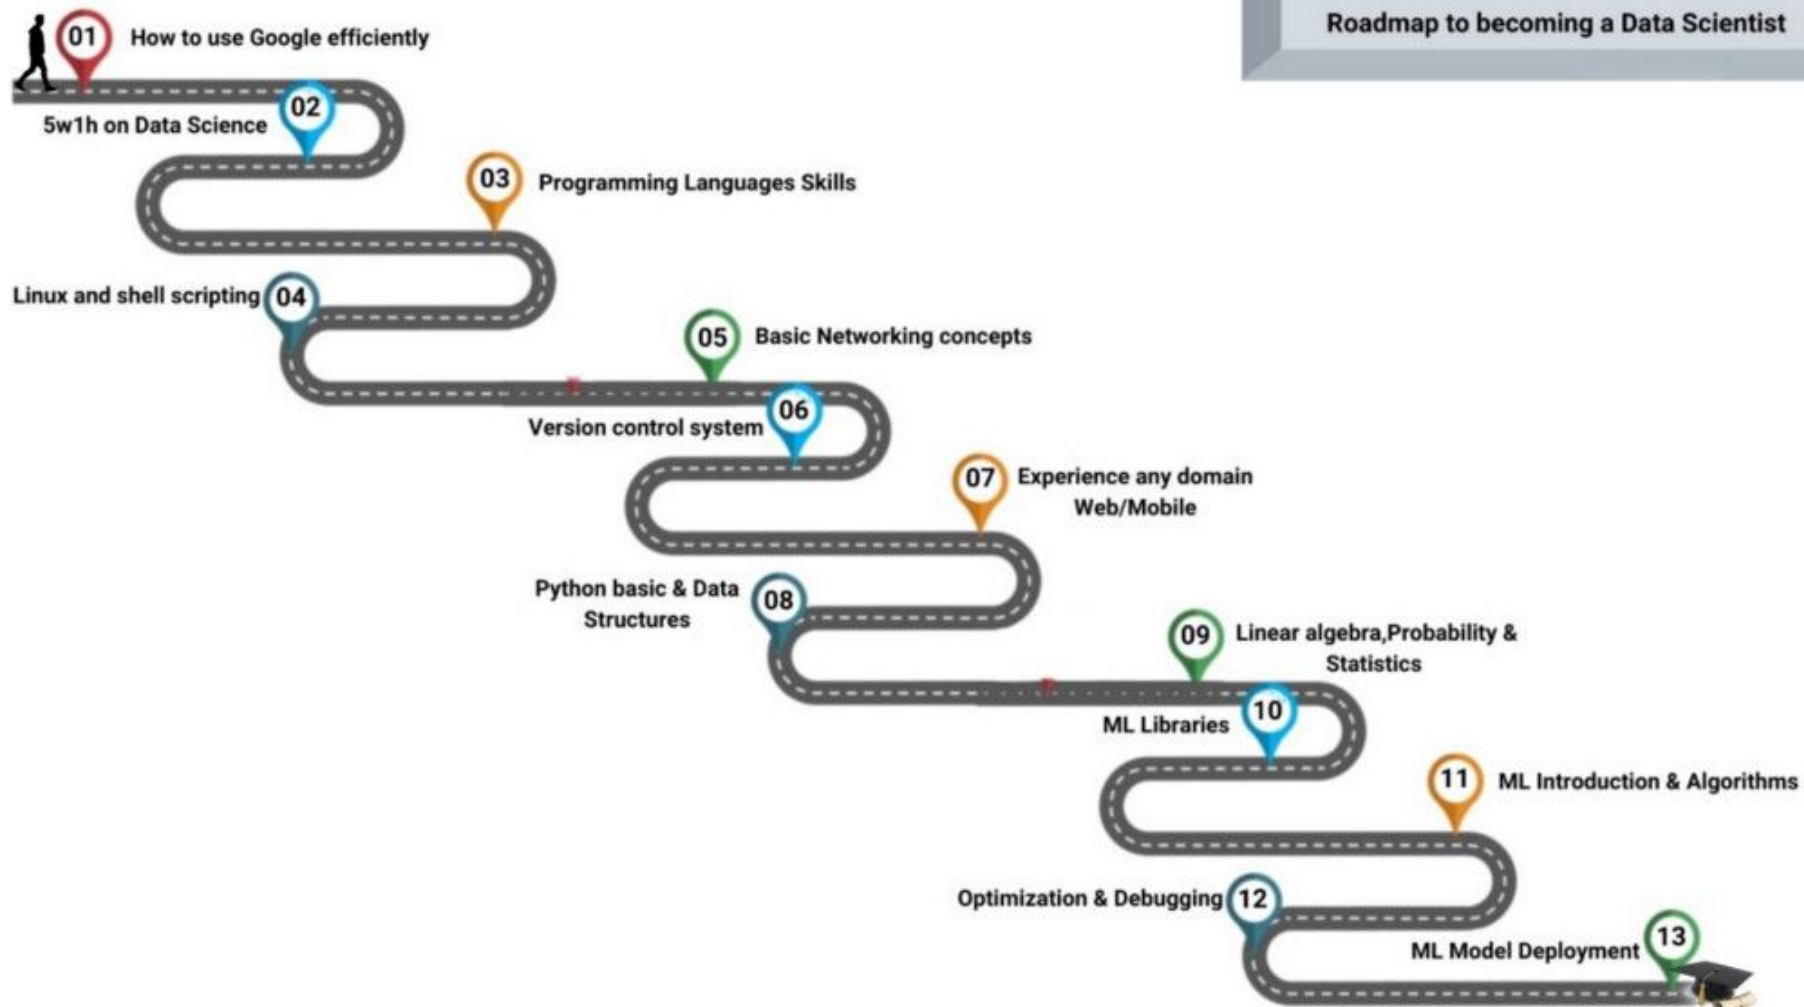 Roadmap to becoming a Data Scientist
01 How to use Google efficiently
02
5w1h on Data Science
03 Programming Languages Skills
Linux and shell scripting 04
05 Basic Networking concepts
06
Version control system
07 Experience any domain
Web/Mobile
Python basic & Data
Structures
08
09 Linear algebra,Probability &
Statistics
ML Libraries 10
11 ML Introduction & Algorithms
Optimization & Debugging 12
ML Model Deployment 13